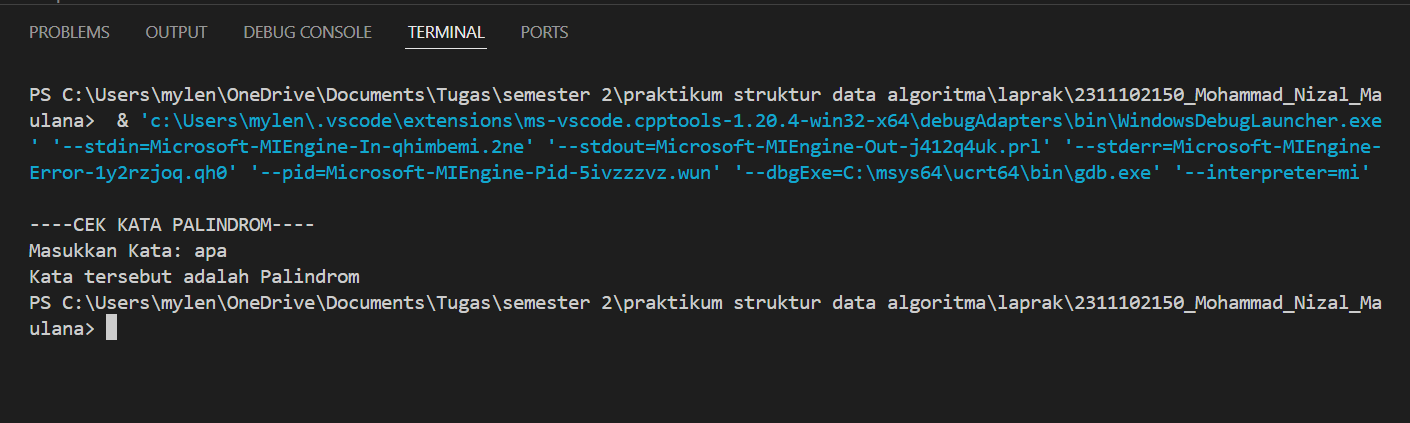 PROBLEMS OUTPUT DEBUG CONSOLE TERMINAL PORTS
PS C:\Users\mylen\OneDrive\Documents\Tugas\semester 2\praktikum struktur data algoritma\laprak\2311102150_Mohammad_Nizal_Ma
ulana>  & 'c:\Users\mylen\.vscode\extensions\ms-vscode.cpptools-1.20.4-win32-x64\debugAdapters\bin\WindowsDebugLauncher.exe
' '--stdin=Microsoft-MIEngine-In-qhimbemi.2ne' '--stdout=Microsoft-MIEngine-Out-j412q4uk.prl' '--stderr=Microsoft-MIEngine-
Error-1y2rzjoq.qh0' '--pid=Microsoft-MIEngine-Pid-5ivzzzvz.wun' '--dbgExe=C:\msys64\ucrt64\bin\gdb.exe' '--interpreter=mi'
----CEK KATA PALINDROM----
Masukkan Kata: apa
Kata tersebut adalah Palindrom
PS C:\Users\mylen\OneDrive\Documents\Tugas\semester 2\praktikum struktur data algoritma\laprak\2311102150_Mohammad_Nizal_Ma
ulana>